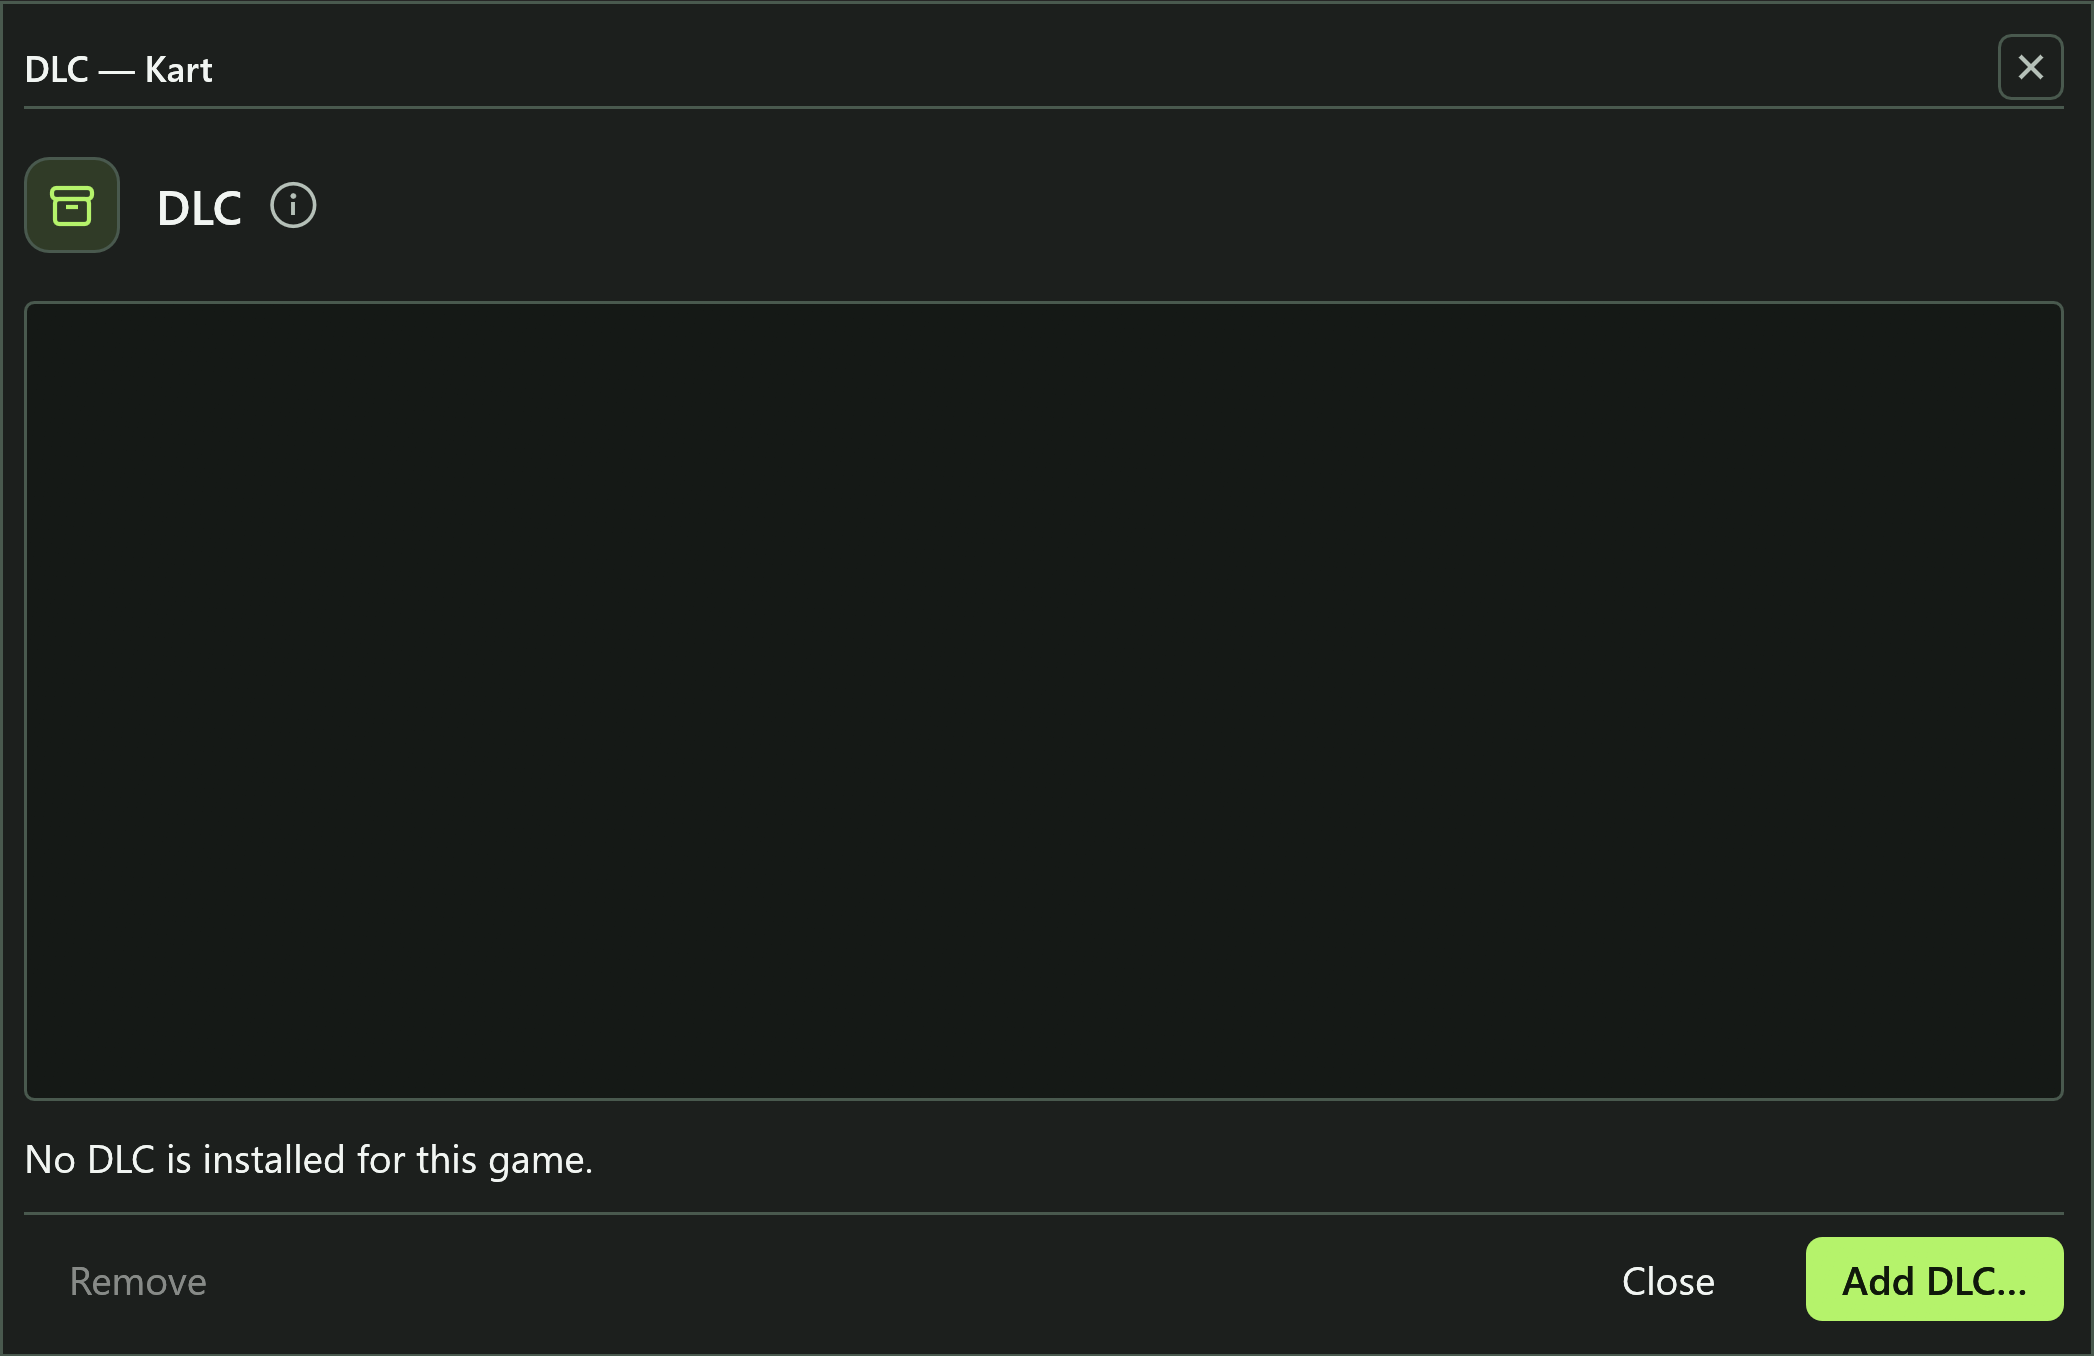 DLC — Kart
DLC
No DLC is installed for this game.
Remove
Close
Add DLC...